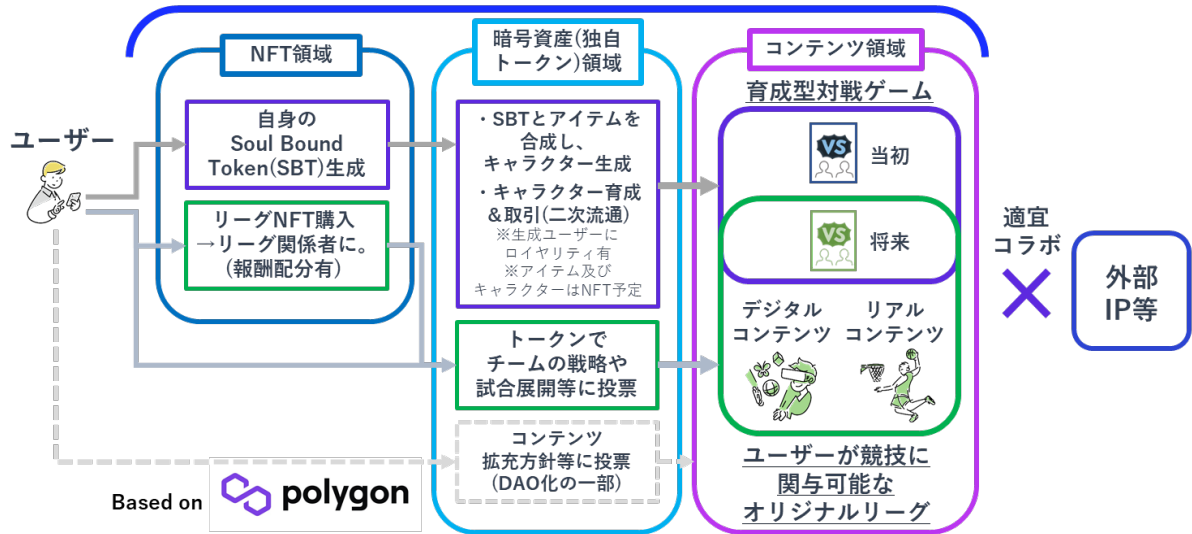 NFT領域
暗号資産(独自
トークン)領域
コンテンツ領域
ユーザー
自身の
Soul Bound
Token(SBT)生成
リーグNFT購入
→リーグ関係者に。
(報酬配分有)
・SBTとアイテムを
合成し、
キャラクター生成
・キャラクター育成
&取引(二次流通)
※生成ユーザーに
ロイヤリティ有
※アイテム及び
キャラクターはNFT予定
トークンで
チームの戦略や
試合展開等に投票
コンテンツ
拡充方針等に投票
(DAO化の一部)
育成型対戦ゲーム
VS
当初
VS
将来
デジタル
コンテンツ
リアル
コンテンツ
ユーザーが競技に
関与可能な
オリジナルリーグ
適宜
コラボ
外部
IP等
Based on
polygon